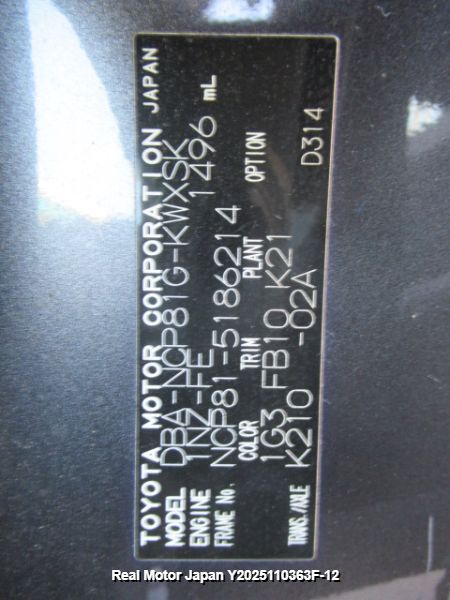 TOYOTA MOTOR CORPORATION JAPAN
MODEL DBA-NCP81G-KWXSK
ENGINE 1NZ-FE 1496 mL
FRAME No. NCP81-5186214
COLOR TRIM PLANT OPTION
1G3 FB10 K21 D314
TRANS./AXLE K210 -02A
Real Motor Japan Y2025110363F-12